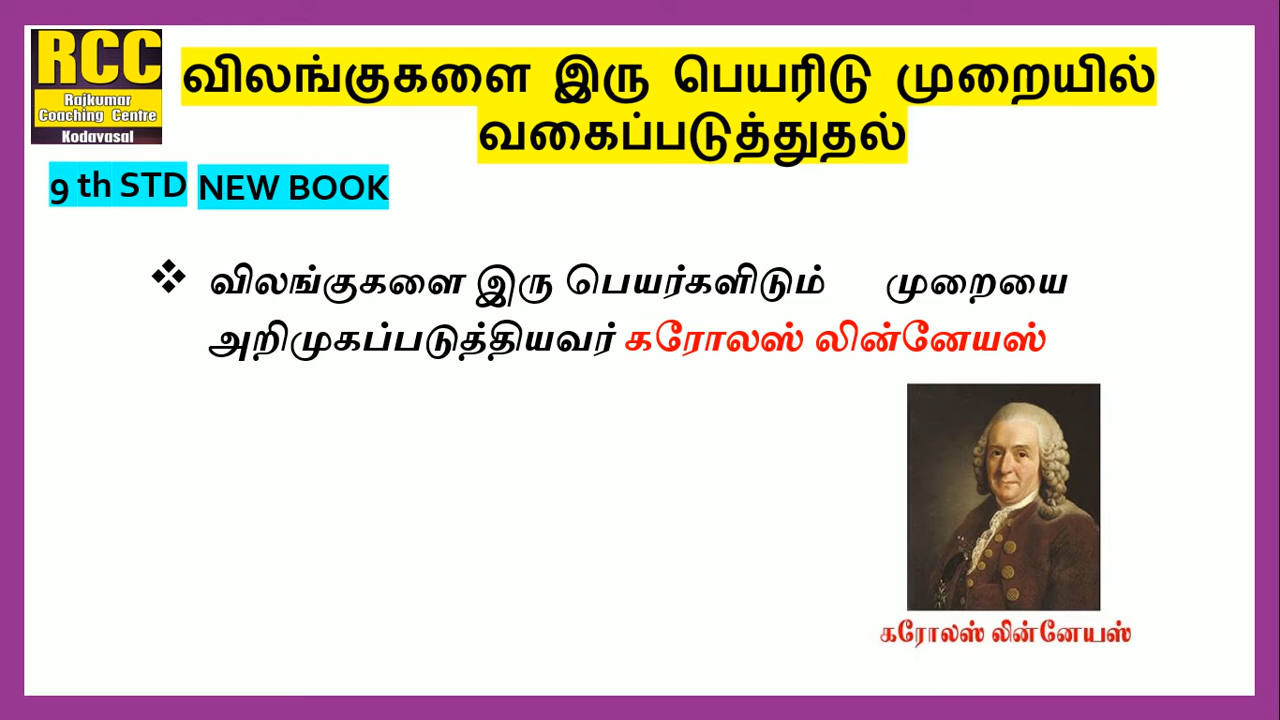 RCC
Rajkumar
Coaching Centre
Kodavasal
விலங்குகளை இரு பெயரிடு முறையில்
வகைப்படுத்துதல்
9 th STD NEW BOOK
விலங்குகளை இரு பெயர்களிடும் முறையை
அறிமுகப்படுத்தியவர் கரோலஸ் லின்னேயஸ்
கரோலஸ் லின்னேயஸ்